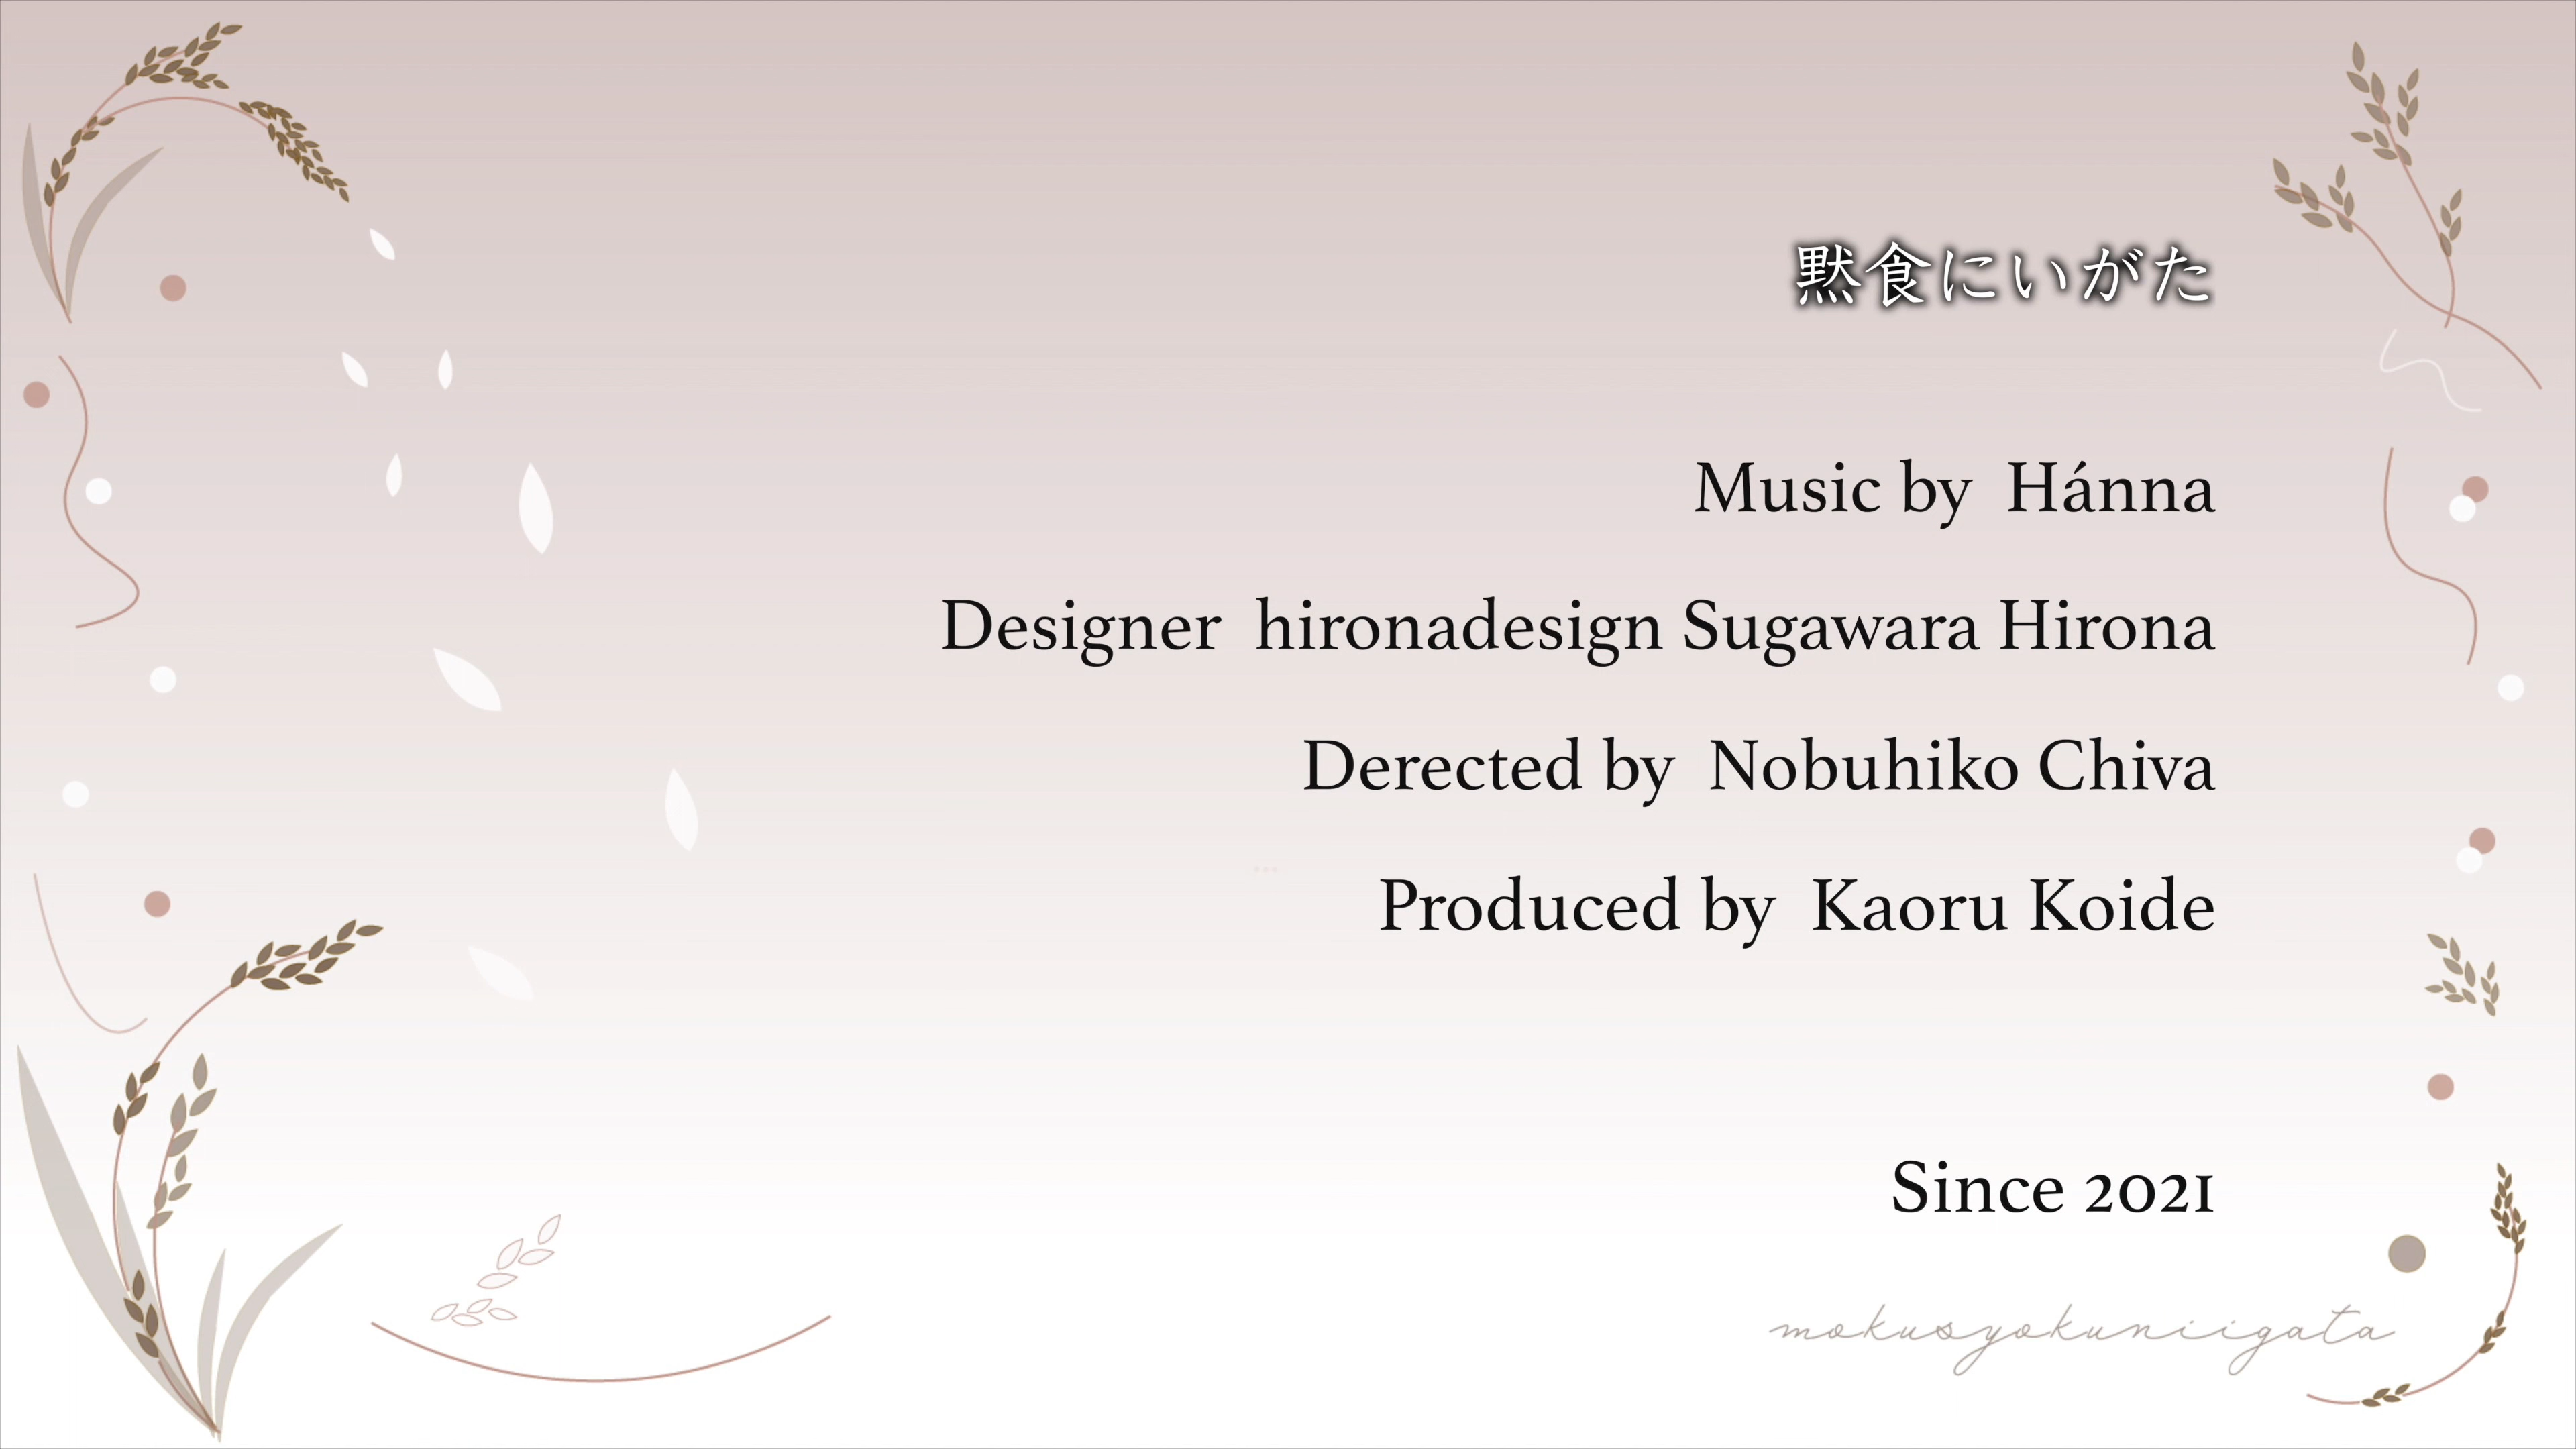 黙食にいがた
Music by Hánna
Designer hironadesign Sugawara Hirona
Derected by Nobuhiko Chiva
Produced by Kaoru Koide
Since 2021
mokusyokuniigata